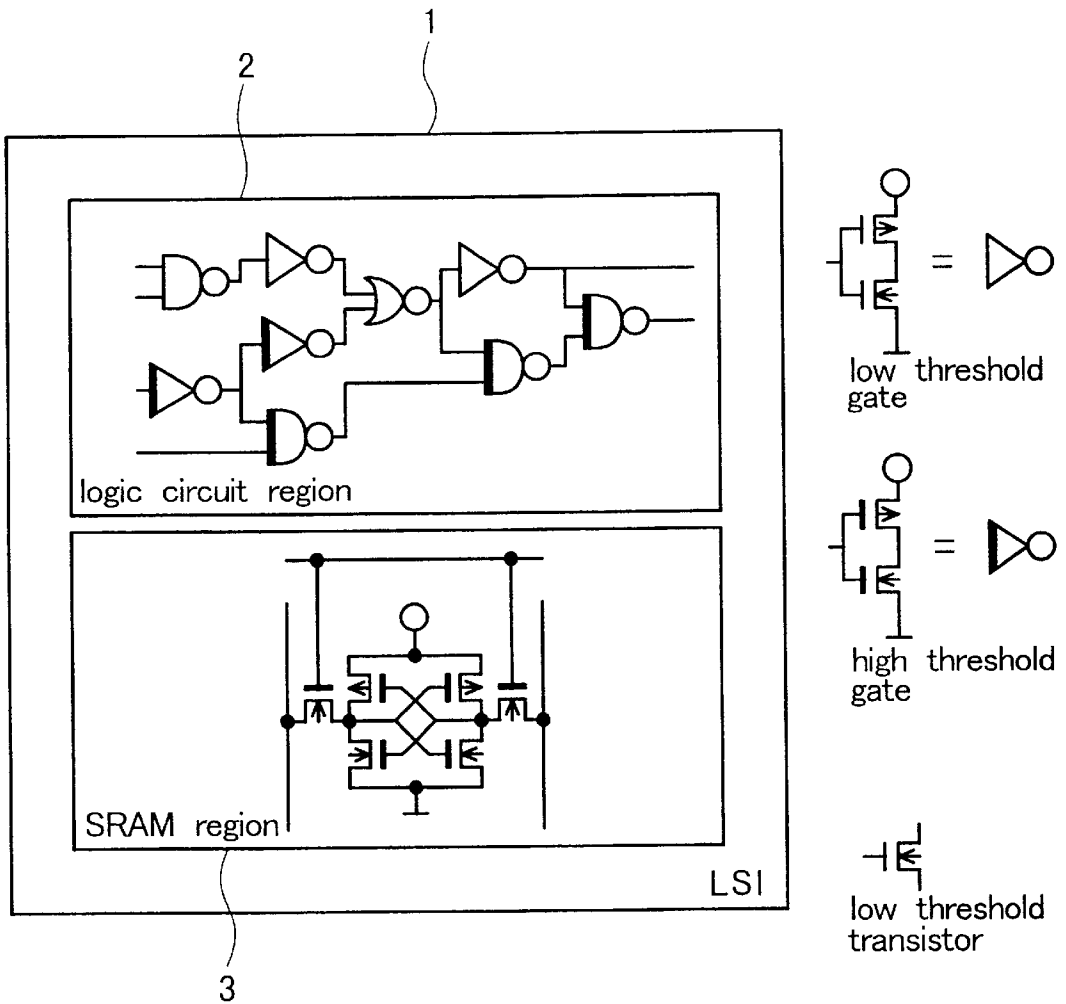 1
2
logic circuit region
SRAM region
LSI
3
=
low threshold
gate
=
high threshold
gate
low threshold
transistor